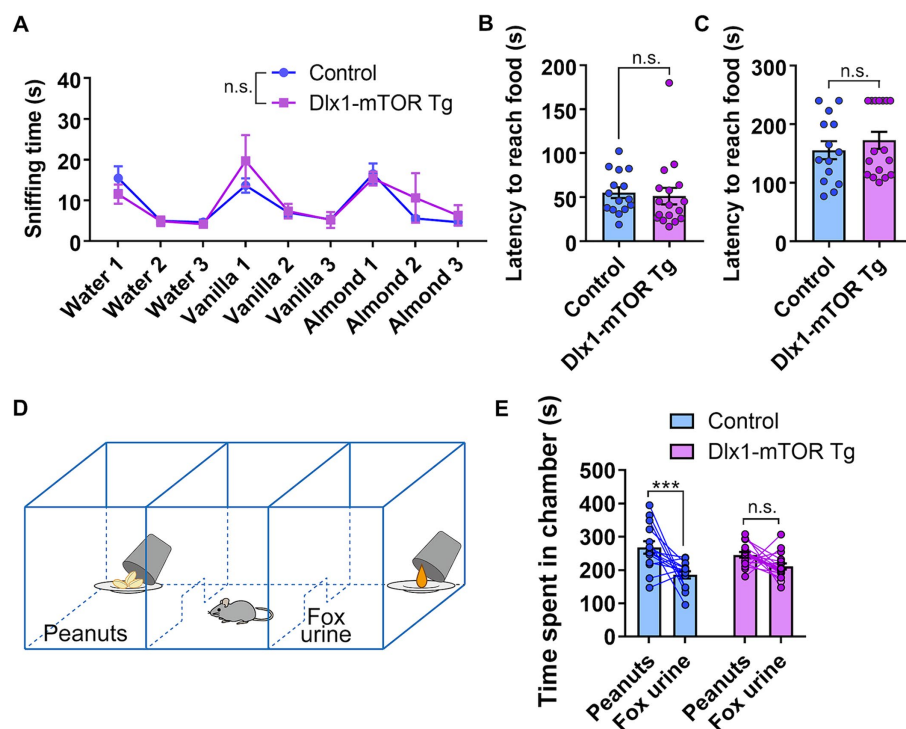 A
Control
Dlx1-mTOR Tg
n.s.
Sniffing time (s)
40
30
20
10
0
Water 1
Water 2
Water 3
Vanilla 1
Vanilla 2
Vanilla 3
Almond 1
Almond 2
Almond 3
B
Latency to reach food (s)
n.s.
200
150
100
50
0
Control
Dlx1-mTOR Tg
C
Latency to reach food (s)
n.s.
300
200
100
0
Control
Dlx1-mTOR Tg
D
Peanuts
Fox
urine
E
Control
Dlx1-mTOR Tg
Time spent in chamber (s)
500
400
300
200
100
0
***
n.s.
Peanuts
Fox urine
Peanuts
Fox urine